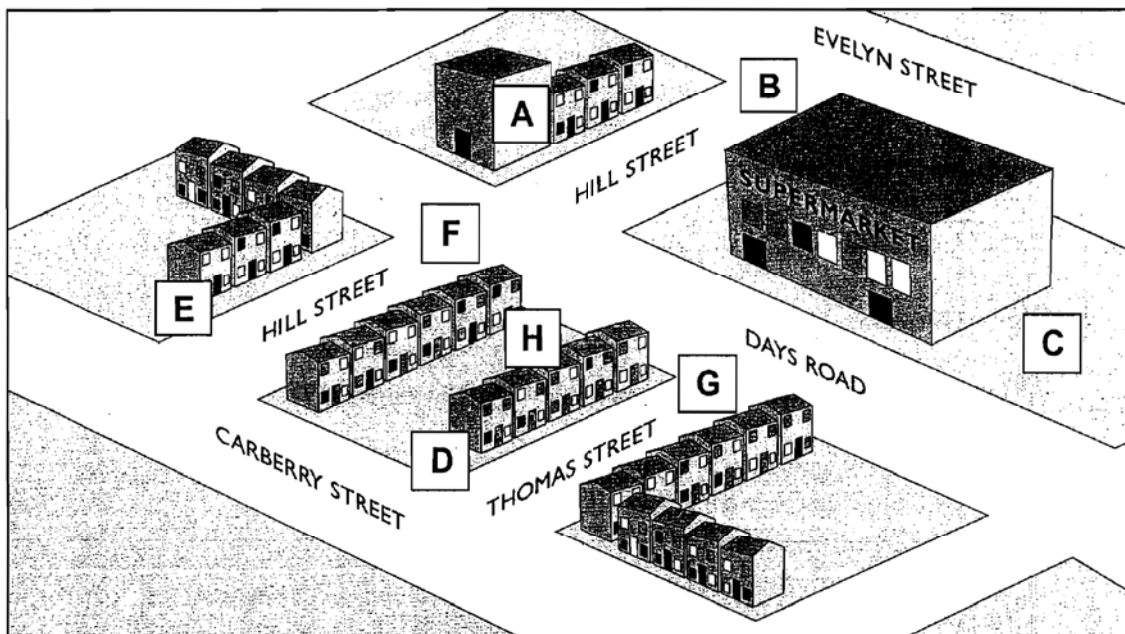 EVELYN STREET
B
A
HILL STREET
SUPERMARKET
F
E
HILL STREET
H
C
DAYS ROAD
G
D
CARBERRY STREET
THOMAS STREET